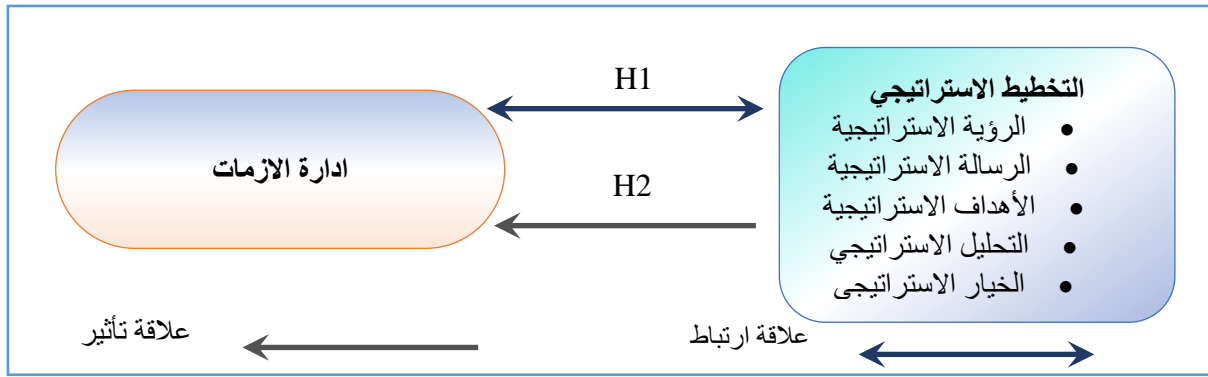 التخطيط الاستراتيجي
• الرؤية الاستراتيجية
• الرسالة الاستراتيجية
• الأهداف الاستراتيجية
• التحليل الاستراتيجي
• الخيار الاستراتيجي
H1
H2
ادارة الازمات
علاقة ارتباط
علاقة تأثير